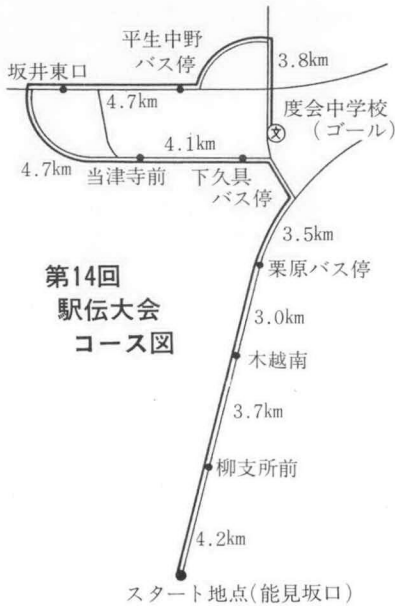 平生中野
バス停
3.8km
坂井東口
4.7km
度会中学校
(ゴール)
文
4.1km
4.7km
当津寺前
下久具
バス停
3.5km
第14回
駅伝大会
コース図
栗原バス停
3.0km
木越南
3.7km
柳支所前
4.2km
スタート地点(能見坂口)